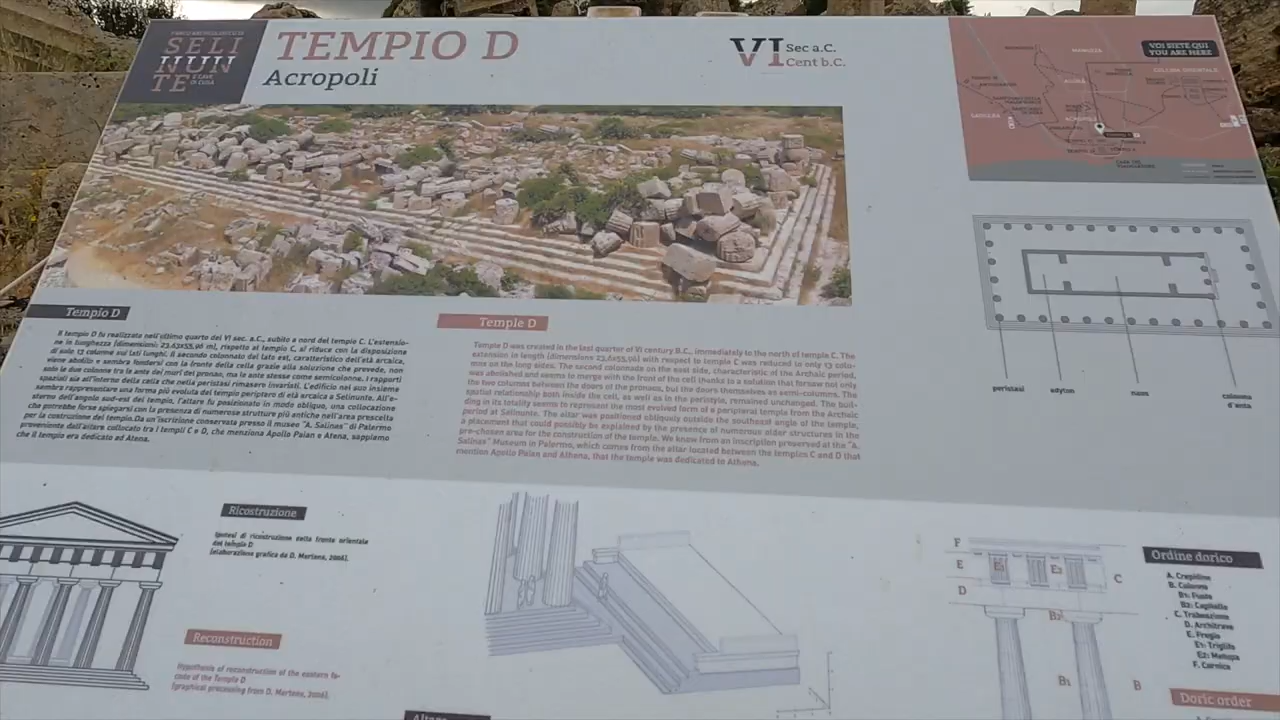 PARCO ARCHEOLOGICO DI
SELI
NUN
TE E CAVE
DI CUSA
TEMPIO D
Acropoli
VI Sec a.C.
Cent b.C.
VOI SIETE QUI
YOU ARE HERE
MANUZZA
COLLINA ORIENTALE
ACROPOLI
Tempio D
Il tempio D fu realizzato nell'ultimo quarto del VI sec. a.C., subito a nord del tempio C. L'estensio-
ne in lunghezza (dimensioni: 23.63x55.96 m), rispetto al tempio C, si riduce con la disposizione
di solo 13 colonne sui lati lunghi. Il secondo colonnato del lato est, caratteristico dell'età arcaica,
viene abolito e sembra fondersi con la fronte della cella grazie alla soluzione che prevede, non
solo le due colonne tra le ante dei muri del pronao, ma le ante stesse come semicolonne. I rapporti
spaziali sia all'interno della cella che nella peristasi rimasero invariati. L'edificio nel suo insieme
sembra rappresentare una forma più evoluta del tempio periptero di età arcaica a Selinunte. All'e-
sterno dell'angolo sud-est del tempio, l'altare fu posizionato in modo obliquo, una collocazione
che potrebbe forse spiegarsi con la presenza di numerose strutture più antiche nell'area prescelta
per la costruzione del tempio. Da un'iscrizione conservata presso il museo "A. Salinas" di Palermo
proveniente dall'altare collocato tra i templi C e D, che menziona Apollo Paian e Atena, sappiamo
che il tempio era dedicato ad Atena.
Temple D
Temple D was created in the last quarter of VI century B.C., immediately to the north of temple C. The
extension in length (dimensions 23.6x55.96) with respect to temple C was reduced to only 13 colo-
mns on the long sides. The second colonnade on the east side, characteristic of the Archaic period,
was abolished and seems to merge with the front of the cell thanks to a solution that forsaw not only
the two columns between the doors of the pronaos, but the doors themselves as semi-columns. The
spatial relationship both inside the cell, as well as in the peristyle, remained unchanged. The buil-
ding in its totality seems to represent the most evolved form of a peripteral temple from the Archaic
period at Selinunte. The altar was positioned obliquely outside the southeast angle of the temple,
a placement that could possibly be explained by the presence of numerous older structures in the
pre-chosen area for the construction of the temple. We know from an inscription preserved at the "A.
Salinas" Museum in Palermo, which comes from the altar located between the temples C and D that
mention Apollo Paian and Athena, that the temple was dedicated to Athena.
peristasi
adyton
naos
colonna
d'anta
Ricostruzione
Ipotesi di ricostruzione della fronte orientale
del tempio D
(elaborazione grafica da D. Mertens, 2006).
Reconstruction
Hypothesis of reconstruction of the eastern fa-
cade of the Temple D
(graphical processing from D. Mertens, 2006).
Altare
F
E
D
E1
E2
C
B2
B1
B
Ordine dorico
A. Crepidine
B. Colonna
B1: Fusto
B2: Capitello
C. Trabeazione
D. Architrave
E. Fregio
E1: Triglifo
E2: Metopa
F. Cornice
Doric order